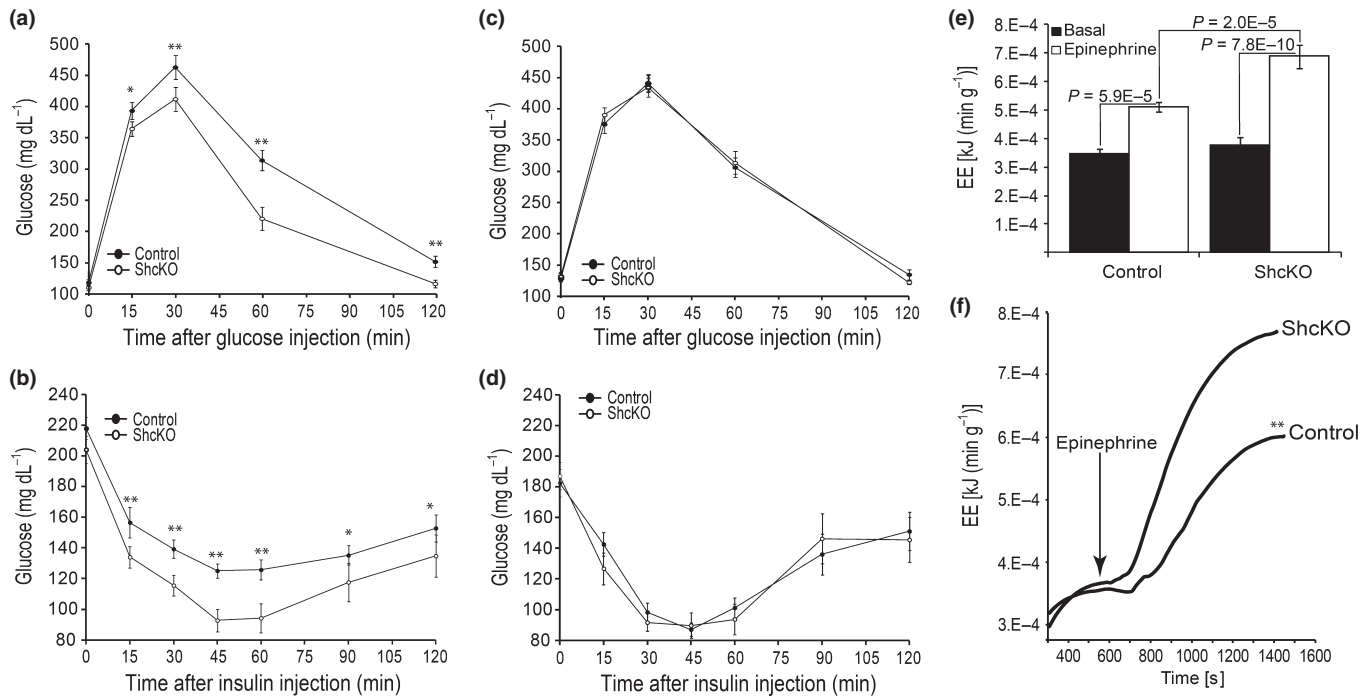 (a)
500
450
400
350
300
250
200
150
100
Glucose (mg dL⁻¹)
*
**
**
**
Control
ShcKO
0 15 30 45 60 75 90 105 120
Time after glucose injection (min)
(c)
500
450
400
350
300
250
200
150
100
Glucose (mg dL⁻¹)
Control
ShcKO
0 15 30 45 60 75 90 105 120
Time after glucose injection (min)
(e)
Basal
Epinephrine
8.E–4
7.E–4
6.E–4
5.E–4
4.E–4
3.E–4
2.E–4
1.E–4
EE [kJ (min g⁻¹)]
P = 2.0E–5
P = 7.8E–10
P = 5.9E–5
Control ShcKO
(b)
240
220
200
180
160
140
120
100
80
Glucose (mg dL⁻¹)
Control
ShcKO
** ** ** ** * *
0 15 30 45 60 75 90 105 120
Time after insulin injection (min)
(d)
240
220
200
180
160
140
120
100
80
Glucose (mg dL⁻¹)
Control
ShcKO
0 15 30 45 60 75 90 105 120
Time after insulin injection (min)
(f)
8.E–4
7.E–4
6.E–4
5.E–4
4.E–4
3.E–4
EE [kJ (min g⁻¹)]
ShcKO
** Control
Epinephrine
400 600 800 1000 1200 1400 1600
Time [s]